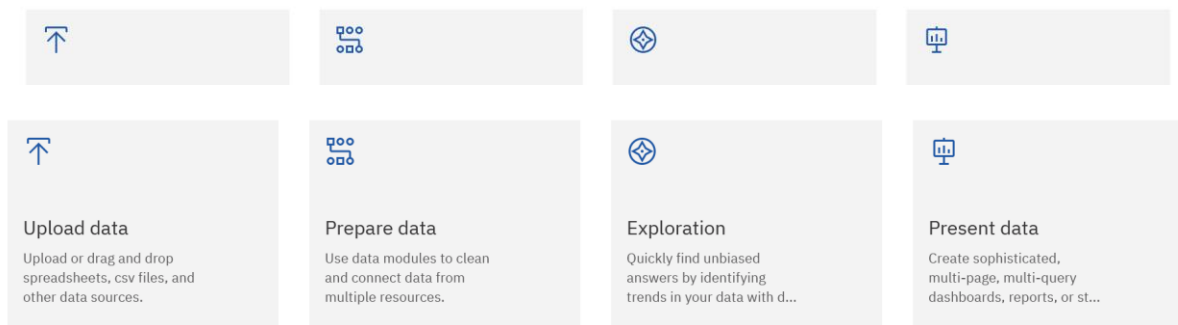 Upload data
Upload or drag and drop
spreadsheets, csv files, and
other data sources.
Prepare data
Use data modules to clean
and connect data from
multiple resources.
Exploration
Quickly find unbiased
answers by identifying
trends in your data with d...
Present data
Create sophisticated,
multi-page, multi-query
dashboards, reports, or st...